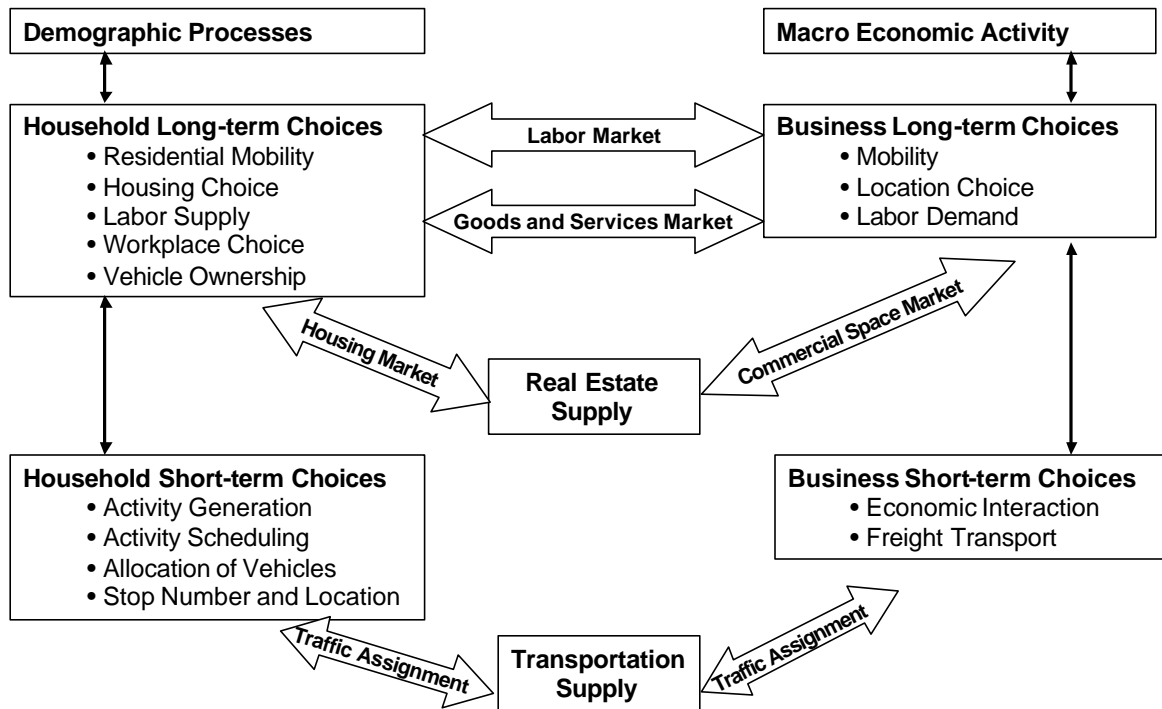 Demographic Processes
Macro Economic Activity
Household Long-term Choices
• Residential Mobility
• Housing Choice
• Labor Supply
• Workplace Choice
• Vehicle Ownership
Labor Market
Goods and Services Market
Business Long-term Choices
• Mobility
• Location Choice
• Labor Demand
Housing Market
Commercial Space Market
Real Estate
Supply
Household Short-term Choices
• Activity Generation
• Activity Scheduling
• Allocation of Vehicles
• Stop Number and Location
Business Short-term Choices
• Economic Interaction
• Freight Transport
Traffic Assignment
Transportation
Supply
Traffic Assignment